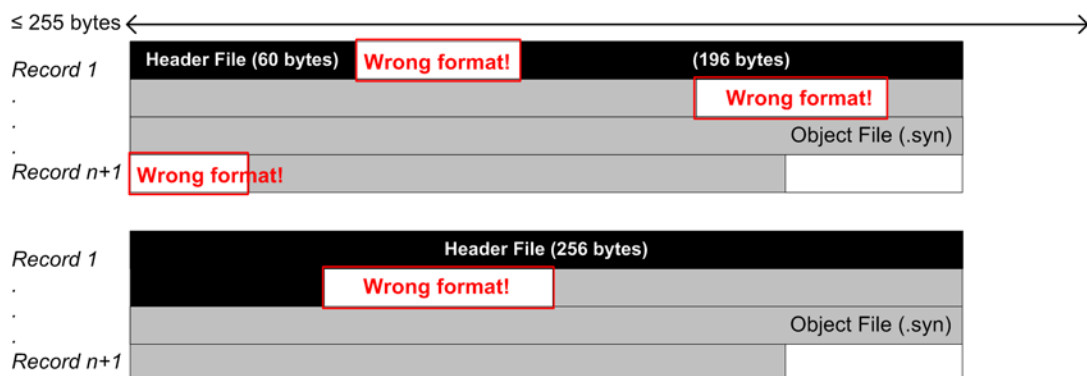 ≤ 255 bytes
Record 1 Header File (60 bytes) Wrong format! (196 bytes)
. Wrong format!
. Object File (.syn)
.
Record n+1 Wrong format!
Record 1 Header File (256 bytes)
. Wrong format!
. Object File (.syn)
.
Record n+1